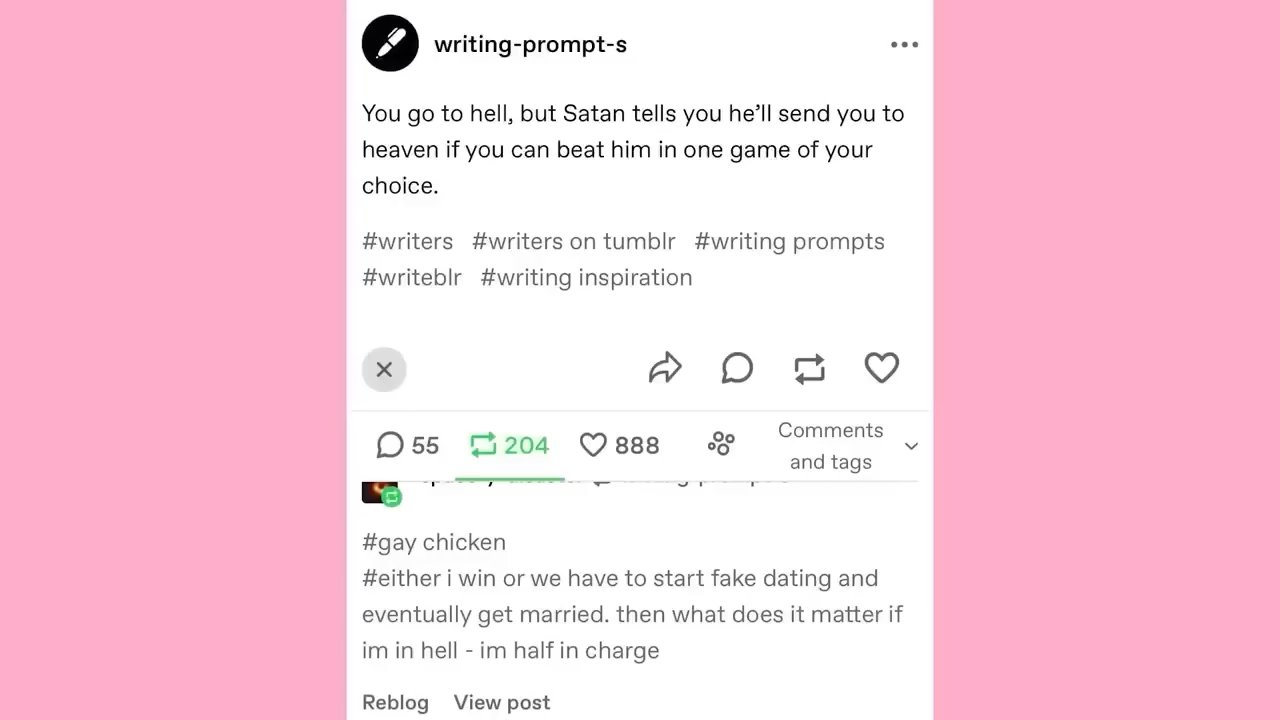 writing-prompt-s
You go to hell, but Satan tells you he’ll send you to
heaven if you can beat him in one game of your
choice.
#writers #writers on tumblr #writing prompts
#writeblr #writing inspiration
55 204 888 Comments
and tags
#gay chicken
#either i win or we have to start fake dating and
eventually get married. then what does it matter if
im in hell - im half in charge
Reblog View post